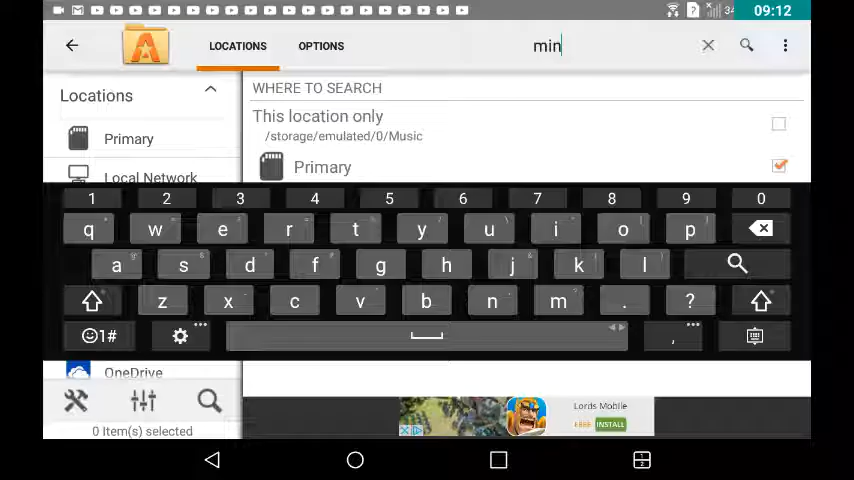 34
09:12
LOCATIONS
OPTIONS
min
Locations
WHERE TO SEARCH
This location only
/storage/emulated/0/Music
Primary
Primary
Local Network
1 2 3 4 5 6 7 8 9 0
q w e r t y u i o p
a s d f g h j k l
z x c v b n m . ?
1# ,
OneDrive
Lords Mobile
FREE INSTALL
0 Item(s) selected